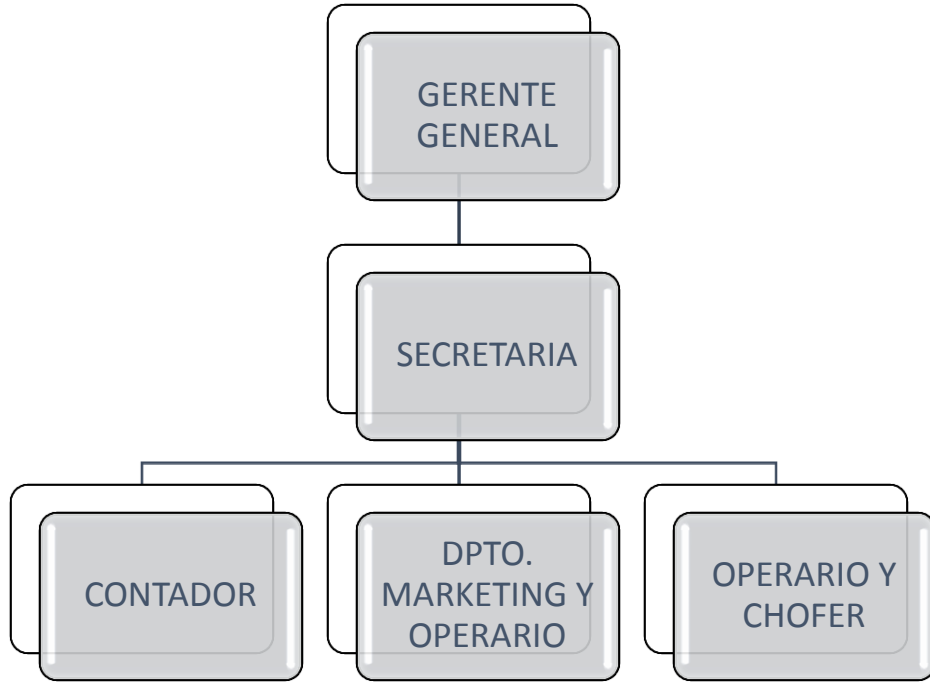 GERENTE
GENERAL
SECRETARIA
CONTADOR
DPTO.
MARKETING Y
OPERARIO
OPERARIO Y
CHOFER